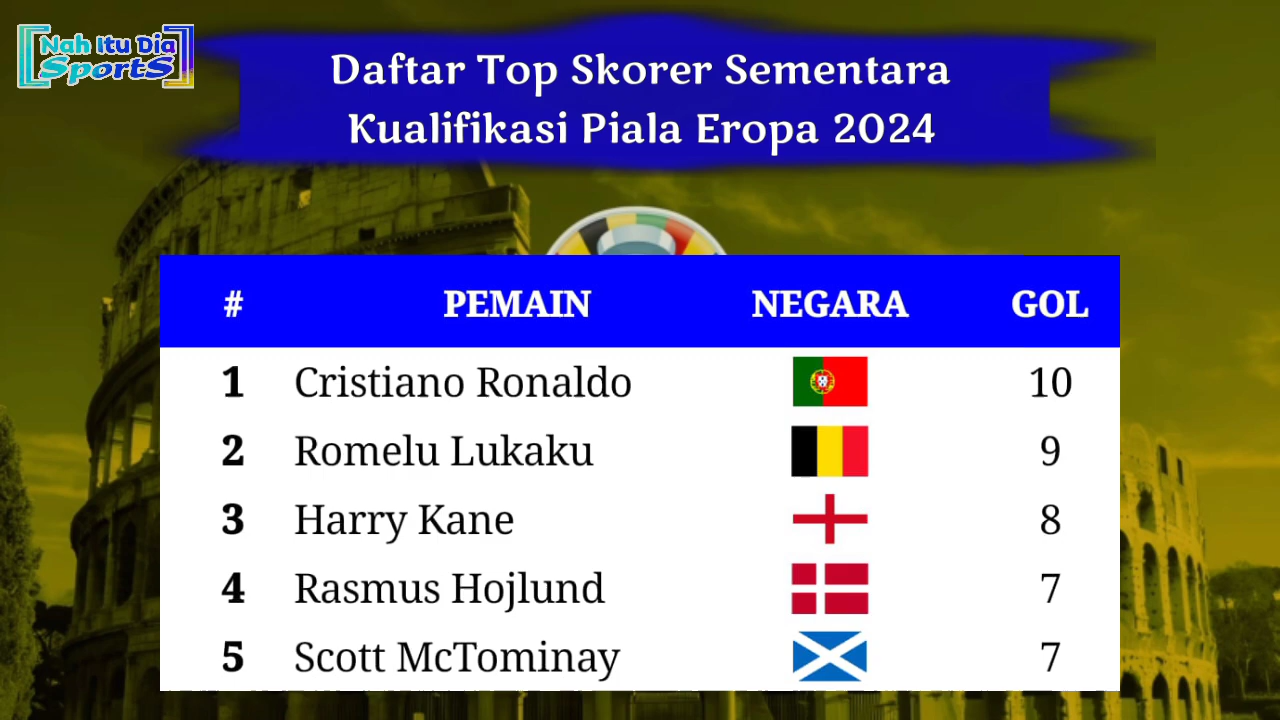 Nah Itu Dia
Sports
Daftar Top Skorer Sementara
Kualifikasi Piala Eropa 2024
# PEMAIN NEGARA GOL
1 Cristiano Ronaldo 10
2 Romelu Lukaku 9
3 Harry Kane 8
4 Rasmus Hojlund 7
5 Scott McTominay 7